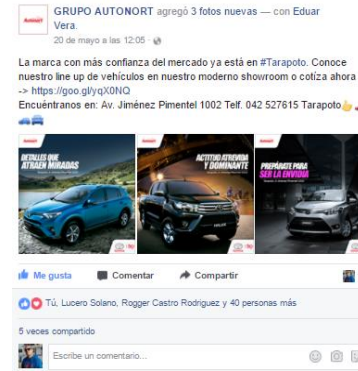 GRUPO AUTONORT agregó 3 fotos nuevas — con Eduar
Vera.
20 de mayo a las 12:05 ·
La marca con más confianza del mercado ya está en #Tarapoto. Conoce
nuestro line up de vehículos en nuestro moderno showroom o cotíza ahora
-> https://goo.gl/yqX0NQ
Encuéntranos en: Av. Jiménez Pimentel 1002 Telf. 042 527615 Tarapoto
DETALLES QUE
ATRAEN MIRADAS
ACTITUD ATREVIDA
Y DOMINANTE
PREPÁRATE PARA
SER LA ENVIDIA
Me gusta
Comentar
Compartir
Tú, Lucero Solano, Rogger Castro Rodriguez y 40 personas más
5 veces compartido
Escribe un comentario...